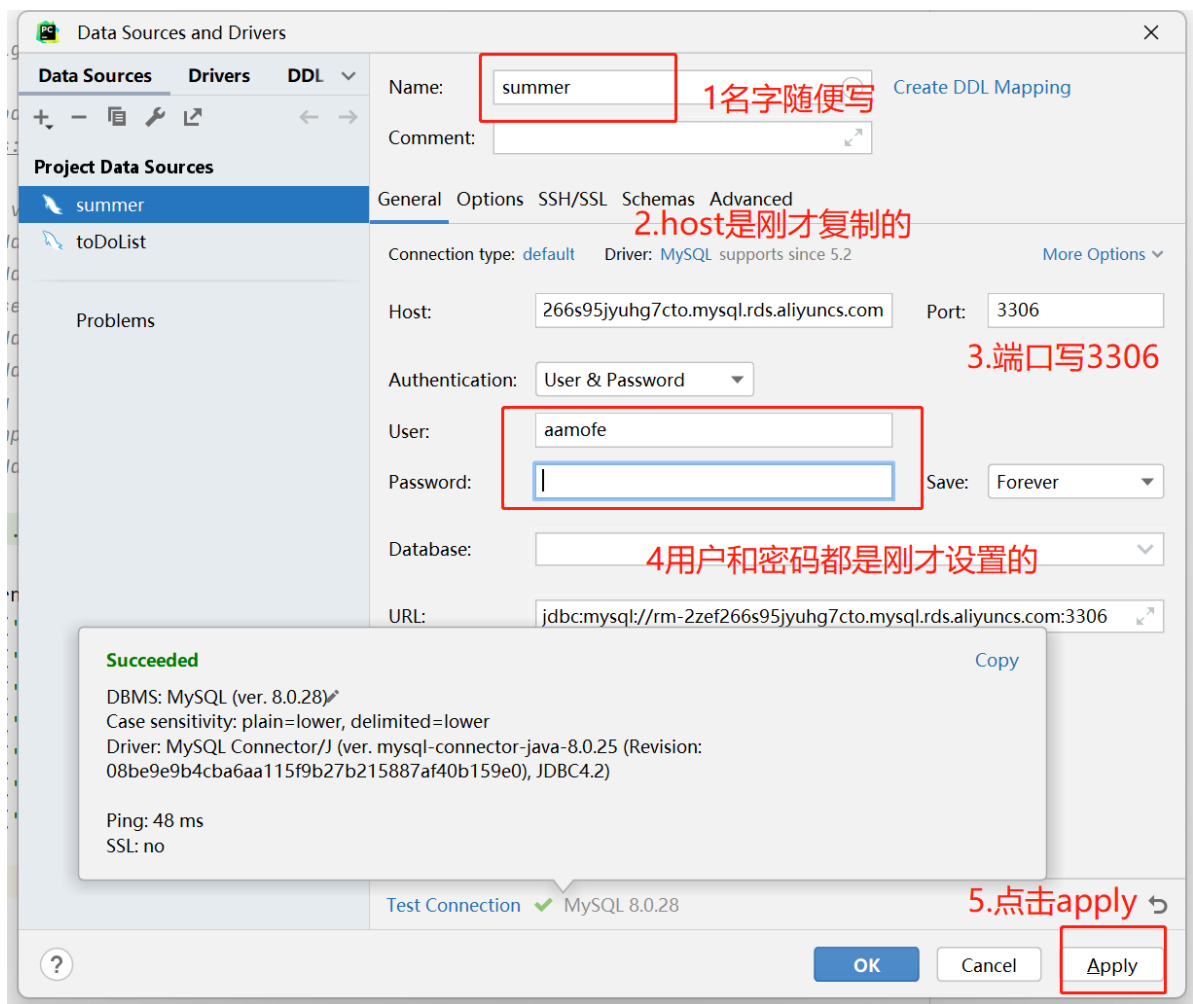 PC Data Sources and Drivers
Data Sources Drivers DDL
Name: summer 1名字随便写 Create DDL Mapping
Comment:
Project Data Sources
summer
toDoList
Problems
General Options SSH/SSL Schemas Advanced
2.host是刚才复制的
Connection type: default Driver: MySQL supports since 5.2 More Options
Host: 266s95jyuhg7cto.mysql.rds.aliyuncs.com Port: 3306
3.端口写3306
Authentication: User & Password
User: aamofe
Password: Save: Forever
Database: 4用户和密码都是刚才设置的
URL: jdbc:mysql://rm-2zef266s95jyuhg7cto.mysql.rds.aliyuncs.com:3306
Succeeded Copy
DBMS: MySQL (ver. 8.0.28)
Case sensitivity: plain=lower, delimited=lower
Driver: MySQL Connector/J (ver. mysql-connector-java-8.0.25 (Revision:
08be9e9b4cba6aa115f9b27b215887af40b159e0), JDBC4.2)
Ping: 48 ms
SSL: no
Test Connection MySQL 8.0.28
5.点击apply
? OK Cancel Apply